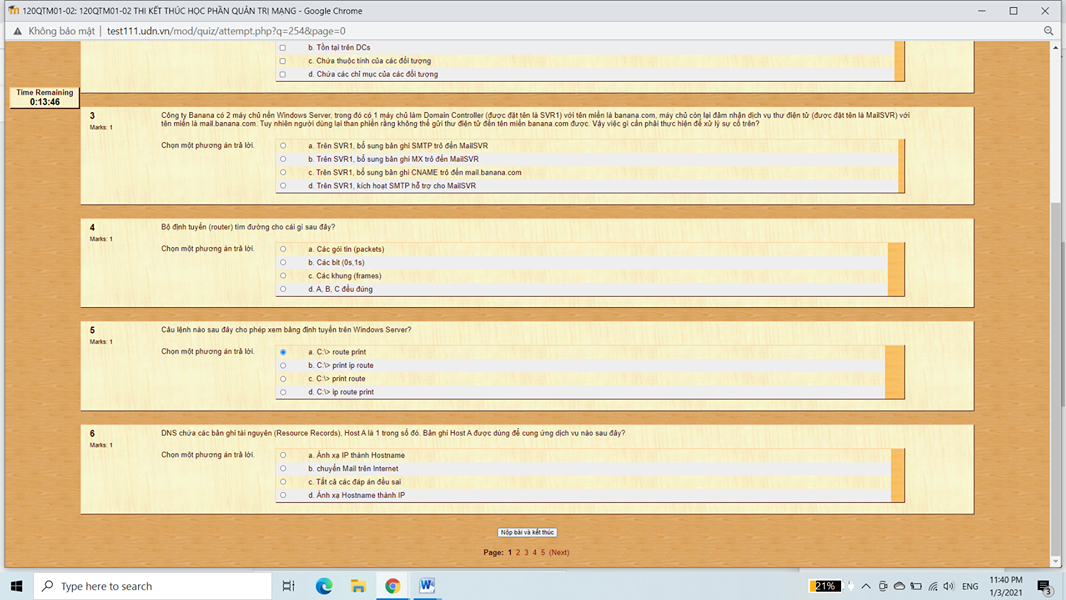 120QTM01-02: 120QTM01-02 THI KẾT THÚC HỌC PHẦN QUẢN TRỊ MẠNG - Google Chrome
Không bảo mật | test111.udn.vn/mod/quiz/attempt.php?q=254&page=0
b. Tồn tại trên DCs
c. Chứa thuộc tính của các đối tượng
d. Chứa các chỉ mục của các đối tượng
Time Remaining
0:13:46
3
Marks: 1
Công ty Banana có 2 máy chủ nền Windows Server, trong đó có 1 máy chủ làm Domain Controller (được đặt tên là SVR1) với tên miền là banana.com, máy chủ còn lại đảm nhận dịch vụ thư điện tử (được đặt tên là MailSVR) với
tên miền là mail.banana.com. Tuy nhiên người dùng lại than phiền rằng không thể gửi thư điện tử đến tên miền banana.com được. Vậy việc gì cần phải thực hiện để xử lý sự cố trên?
Chọn một phương án trả lời.
a. Trên SVR1, bổ sung bản ghi SMTP trỏ đến MailSVR
b. Trên SVR1, bổ sung bản ghi MX trỏ đến MailSVR
c. Trên SVR1, bổ sung bản ghi CNAME trỏ đến mail.banana.com
d. Trên SVR1, kích hoạt SMTP hỗ trợ cho MailSVR
4
Marks: 1
Bộ định tuyến (router) tìm đường cho cái gì sau đây?
Chọn một phương án trả lời.
a. Các gói tin (packets)
b. Các bit (0s,1s)
c. Các khung (frames)
d. A, B, C đều đúng
5
Marks: 1
Câu lệnh nào sau đây cho phép xem bảng định tuyến trên Windows Server?
Chọn một phương án trả lời.
a. C:\> route print
b. C:\> print ip route
c. C:\> print route
d. C:\> ip route print
6
Marks: 1
DNS chứa các bản ghi tài nguyên (Resource Records), Host A là 1 trong số đó. Bản ghi Host A được dùng để cung ứng dịch vụ nào sau đây?
Chọn một phương án trả lời.
a. Ánh xạ IP thành Hostname
b. chuyển Mail trên Internet
c. Tất cả các đáp án đều sai
d. Ánh xạ Hostname thành IP
Nộp bài và kết thúc
Page: 1 2 3 4 5 (Next)
Type here to search
21%
ENG
11:40 PM
1/3/2021
3